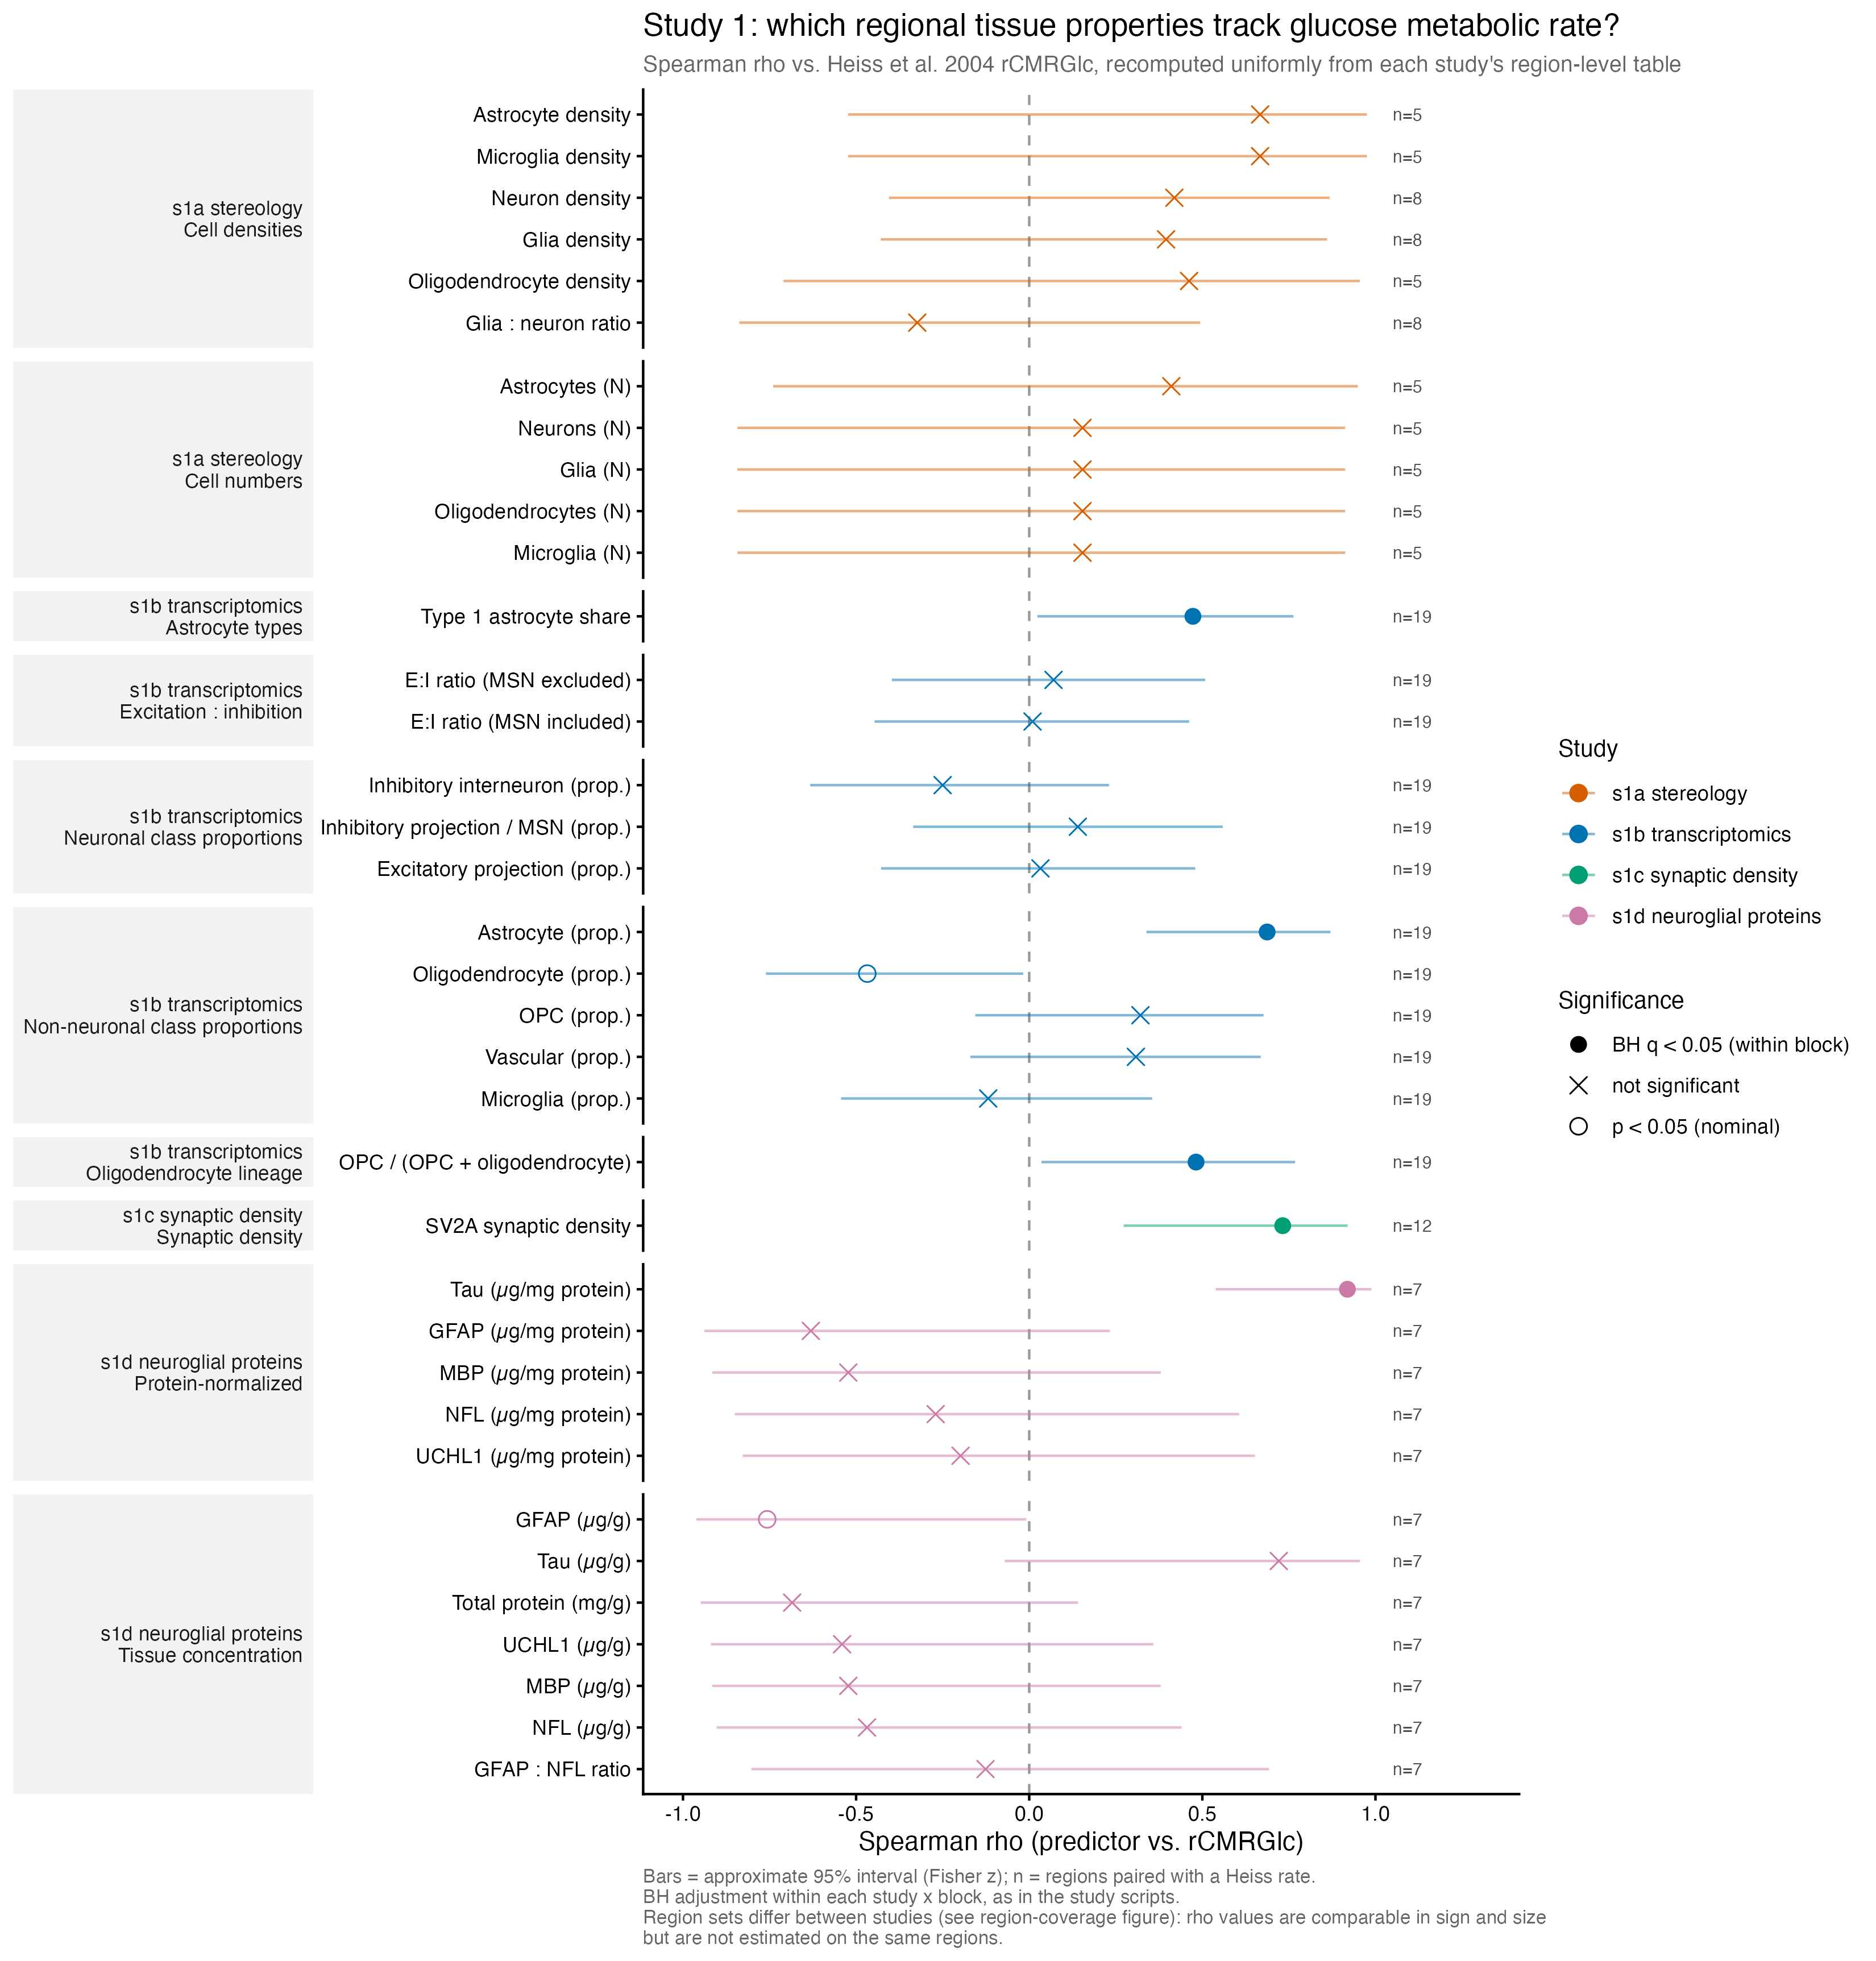 Study 1: which regional tissue properties track glucose metabolic rate?
Spearman rho vs. Heiss et al. 2004 rCMRGlc, recomputed uniformly from each study's region-level table
s1a stereology
Cell densities
Astrocyte density
n=5
Microglia density
n=5
Neuron density
n=8
Glia density
n=8
Oligodendrocyte density
n=5
Glia : neuron ratio
n=8
s1a stereology
Cell numbers
Astrocytes (N)
n=5
Neurons (N)
n=5
Glia (N)
n=5
Oligodendrocytes (N)
n=5
Microglia (N)
n=5
s1b transcriptomics
Astrocyte types
Type 1 astrocyte share
n=19
s1b transcriptomics
Excitation : inhibition
E:I ratio (MSN excluded)
n=19
E:I ratio (MSN included)
n=19
s1b transcriptomics
Neuronal class proportions
Inhibitory interneuron (prop.)
n=19
Inhibitory projection / MSN (prop.)
n=19
Excitatory projection (prop.)
n=19
s1b transcriptomics
Non-neuronal class proportions
Astrocyte (prop.)
n=19
Oligodendrocyte (prop.)
n=19
OPC (prop.)
n=19
Vascular (prop.)
n=19
Microglia (prop.)
n=19
s1b transcriptomics
Oligodendrocyte lineage
OPC / (OPC + oligodendrocyte)
n=19
s1c synaptic density
Synaptic density
SV2A synaptic density
n=12
s1d neuroglial proteins
Protein-normalized
Tau (µg/mg protein)
n=7
GFAP (µg/mg protein)
n=7
MBP (µg/mg protein)
n=7
NFL (µg/mg protein)
n=7
UCHL1 (µg/mg protein)
n=7
s1d neuroglial proteins
Tissue concentration
GFAP (µg/g)
n=7
Tau (µg/g)
n=7
Total protein (mg/g)
n=7
UCHL1 (µg/g)
n=7
MBP (µg/g)
n=7
NFL (µg/g)
n=7
GFAP : NFL ratio
n=7
-1.0 -0.5 0.0 0.5 1.0
Spearman rho (predictor vs. rCMRGlc)
Study
s1a stereology
s1b transcriptomics
s1c synaptic density
s1d neuroglial proteins
Significance
BH q < 0.05 (within block)
not significant
p < 0.05 (nominal)
Bars = approximate 95% interval (Fisher z); n = regions paired with a Heiss rate.
BH adjustment within each study x block, as in the study scripts.
Region sets differ between studies (see region-coverage figure): rho values are comparable in sign and size
but are not estimated on the same regions.